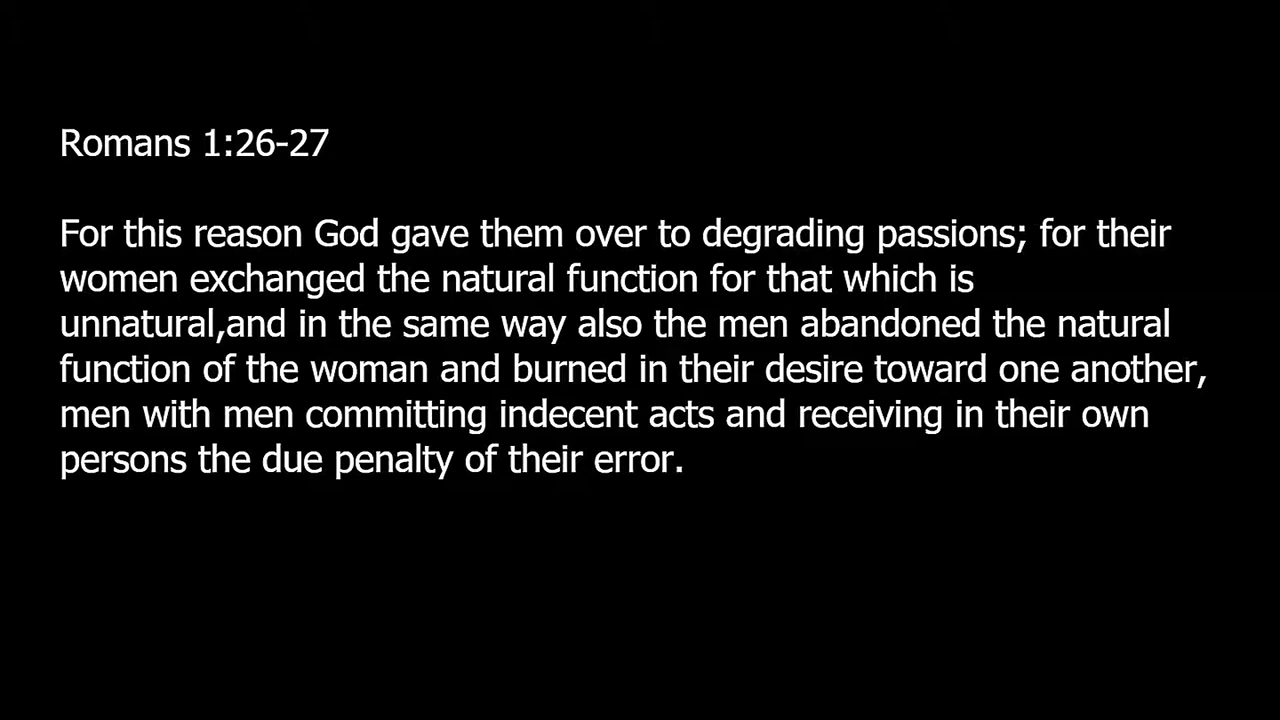 Romans 1:26-27
For this reason God gave them over to degrading passions; for their
women exchanged the natural function for that which is
unnatural,and in the same way also the men abandoned the natural
function of the woman and burned in their desire toward one another,
men with men committing indecent acts and receiving in their own
persons the due penalty of their error.